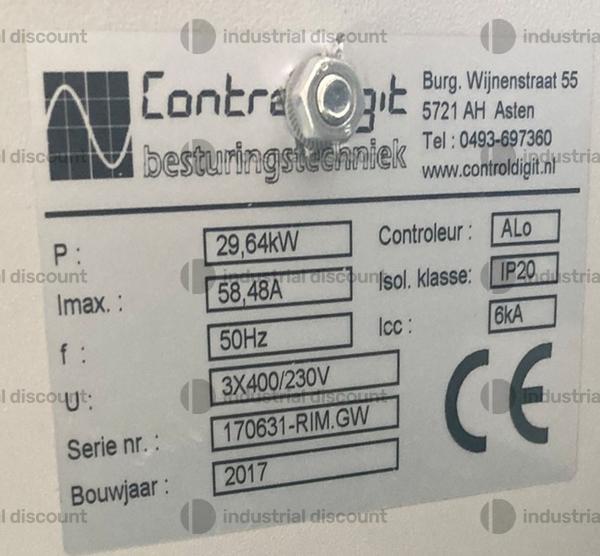 Burg. Wijnenstraat 55
5721 AH Asten
besturingstechniek
Tel : 0493-697360
www.controldigit.nl
P : 29,64kW
Controleur : ALo
Imax. : 58,48A
Isol. klasse: IP20
f : 50Hz
Icc : 6kA
U : 3X400/230V
Serie nr. : 170631-RIM.GW
Bouwjaar : 2017
CE
industrial discount